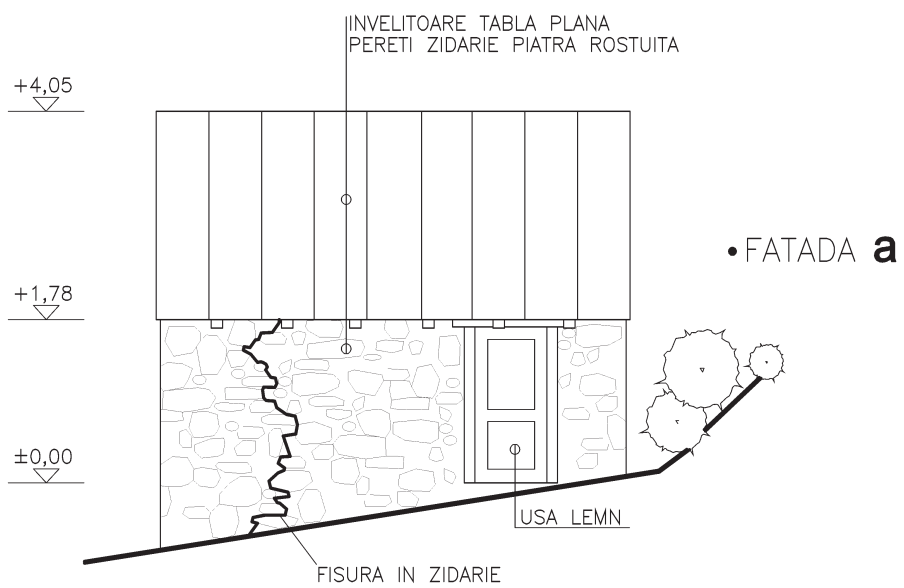 INVELITOARE TABLA PLANA
PERETI ZIDARIE PIATRA ROSTUITA
+4,05
• FATADA a
+1,78
±0,00
USA LEMN
FISURA IN ZIDARIE